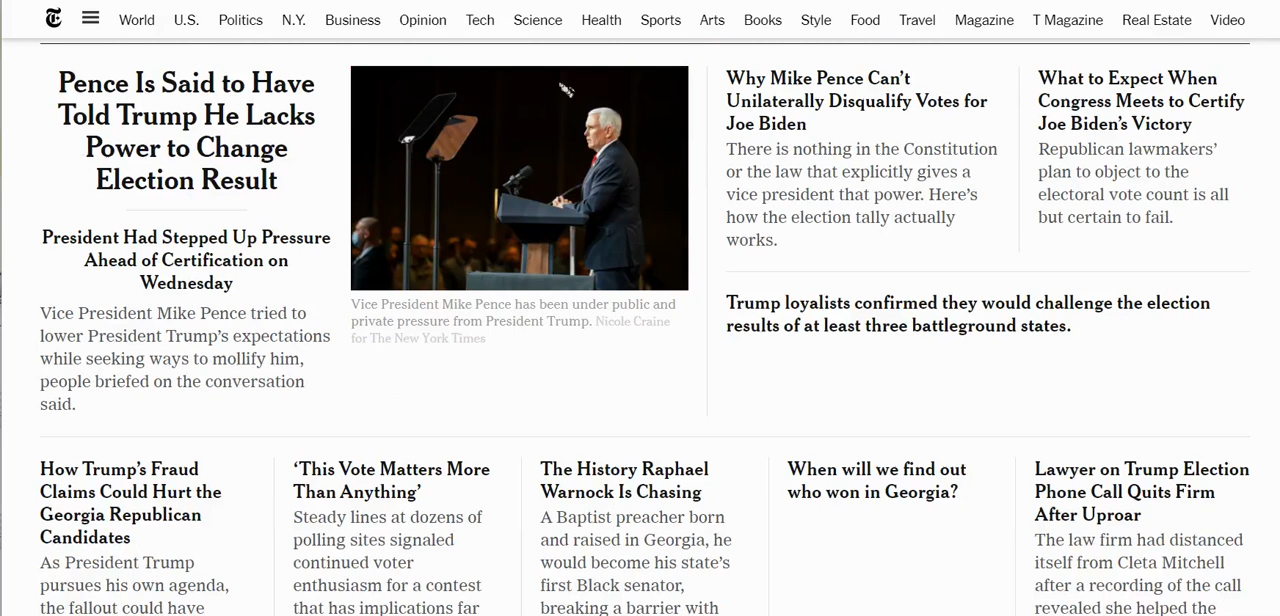 World U.S. Politics N.Y. Business Opinion Tech Science Health Sports Arts Books Style Food Travel Magazine T Magazine Real Estate Video
Pence Is Said to Have
Told Trump He Lacks
Power to Change
Election Result
President Had Stepped Up Pressure
Ahead of Certification on
Wednesday
Vice President Mike Pence tried to
lower President Trump’s expectations
while seeking ways to mollify him,
people briefed on the conversation
said.
Vice President Mike Pence has been under public and
private pressure from President Trump. Nicole Craine
for The New York Times
Why Mike Pence Can’t
Unilaterally Disqualify Votes for
Joe Biden
There is nothing in the Constitution
or the law that explicitly gives a
vice president that power. Here’s
how the election tally actually
works.
What to Expect When
Congress Meets to Certify
Joe Biden’s Victory
Republican lawmakers’
plan to object to the
electoral vote count is all
but certain to fail.
Trump loyalists confirmed they would challenge the election
results of at least three battleground states.
How Trump’s Fraud
Claims Could Hurt the
Georgia Republican
Candidates
As President Trump
pursues his own agenda,
the fallout could have
‘This Vote Matters More
Than Anything’
Steady lines at dozens of
polling sites signaled
continued voter
enthusiasm for a contest
that has implications far
The History Raphael
Warnock Is Chasing
A Baptist preacher born
and raised in Georgia, he
would become his state’s
first Black senator,
breaking a barrier with
When will we find out
who won in Georgia?
Lawyer on Trump Election
Phone Call Quits Firm
After Uproar
The law firm had distanced
itself from Cleta Mitchell
after a recording of the call
revealed she helped the